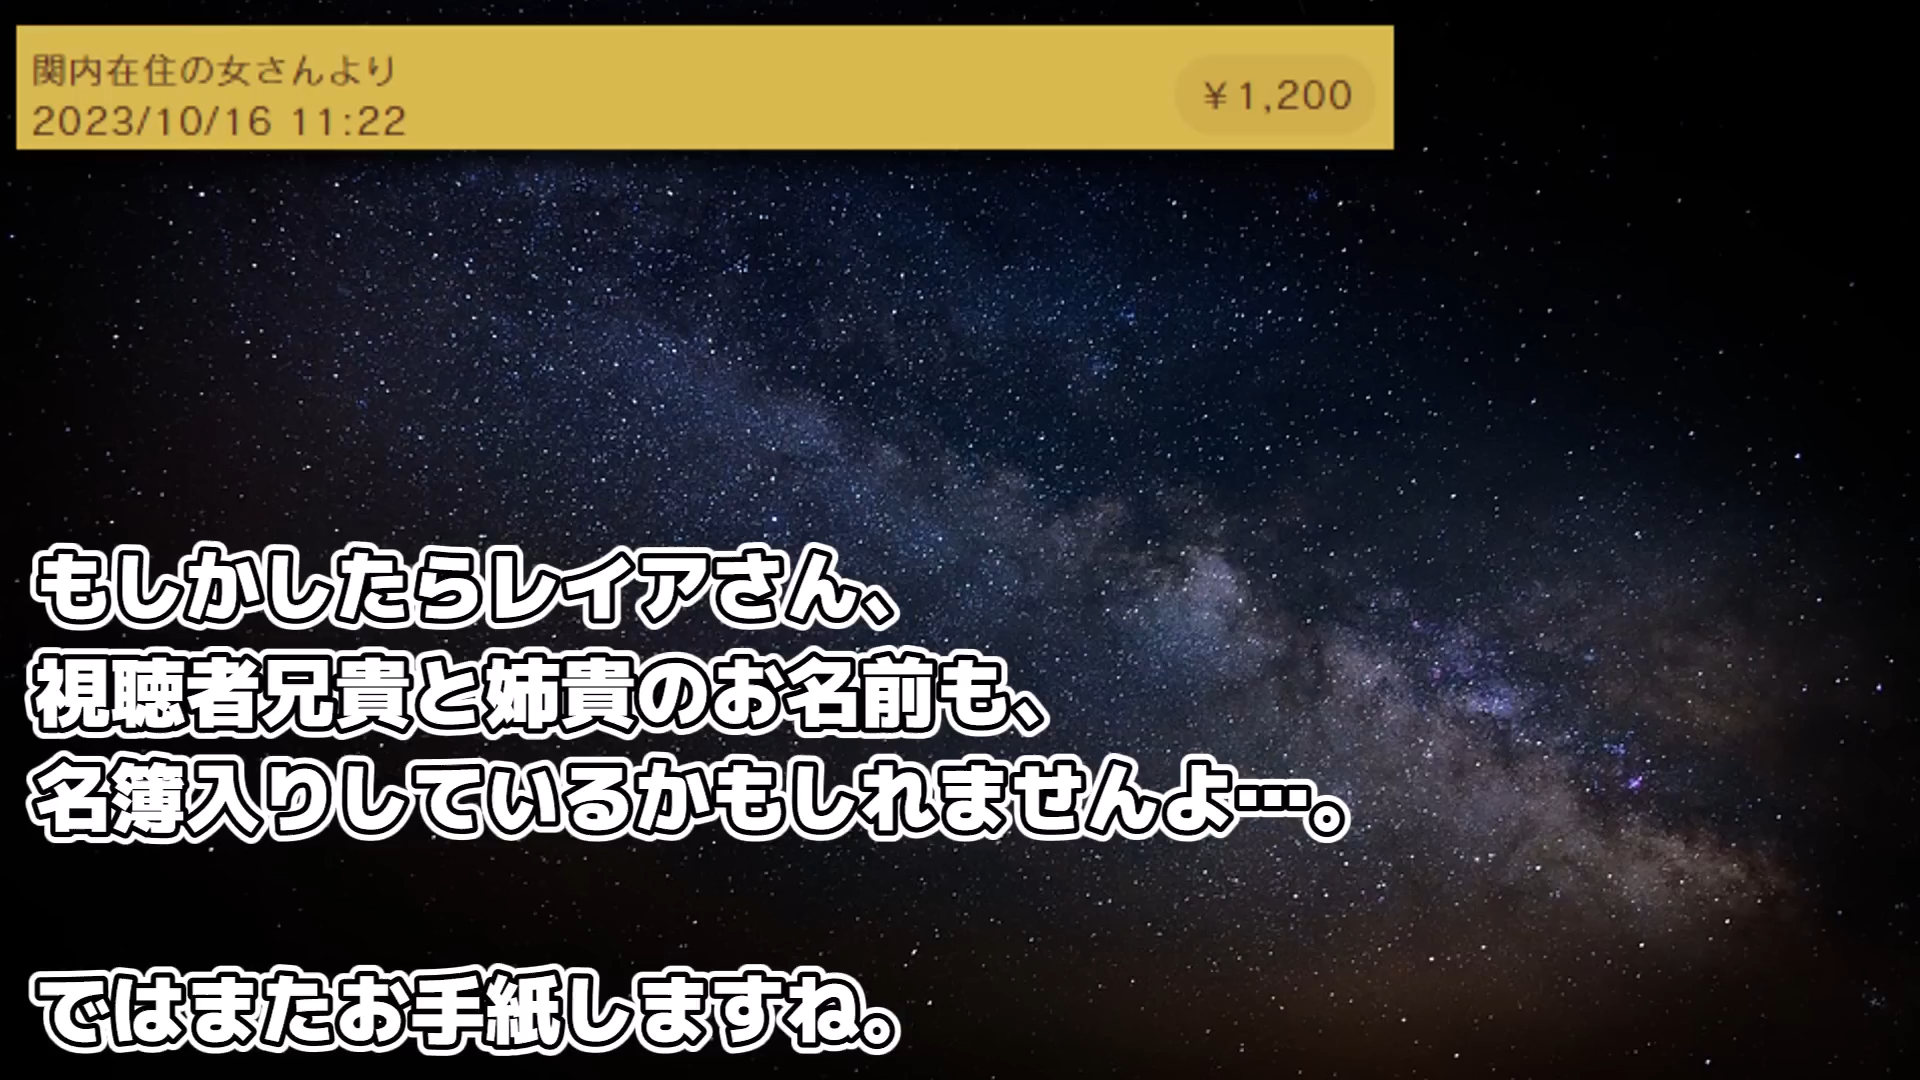 関内在住の女さんより
2023/10/16 11:22
￥1,200
もしかしたらレイアさん、
視聴者兄貴と姉貴のお名前も、
名簿入りしているかもしれませんよ…。
ではまたお手紙しますね。